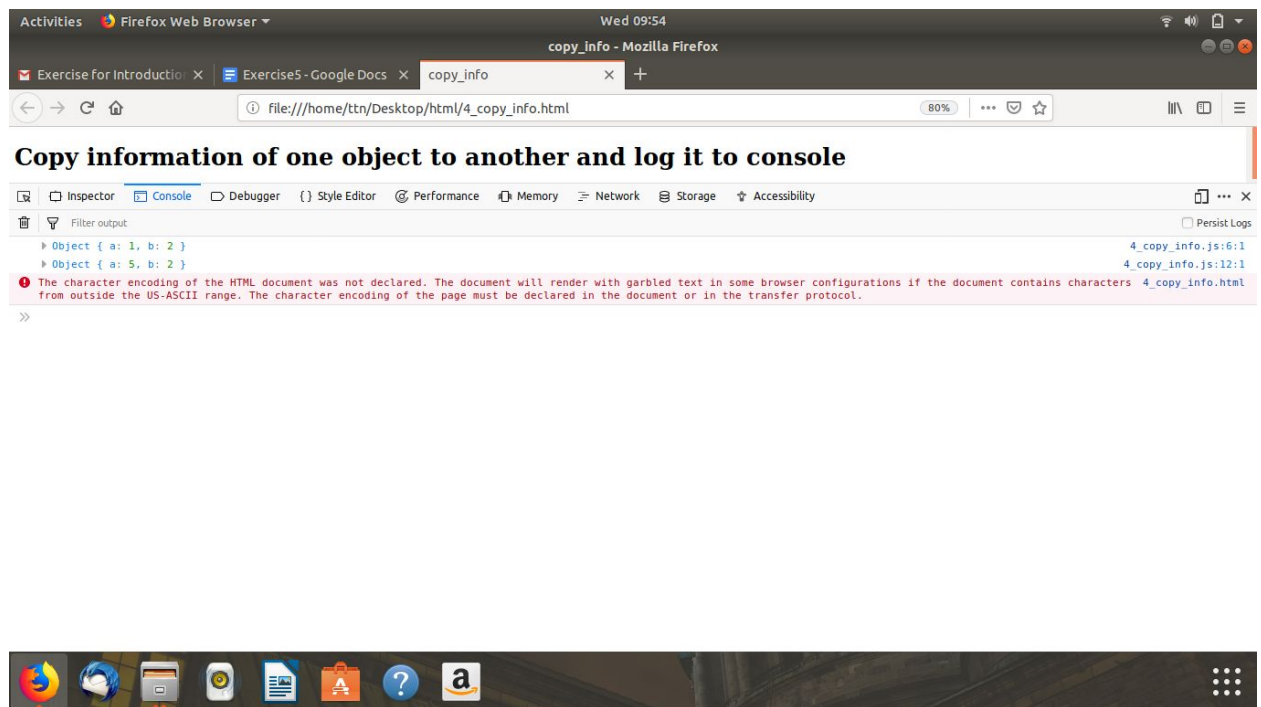 Activities Firefox Web Browser Wed 09:54
copy_info - Mozilla Firefox
Exercise for Introduction Exercise5 - Google Docs copy_info
file:///home/ttn/Desktop/html/4_copy_info.html 80%
Copy information of one object to another and log it to console
Inspector Console Debugger {} Style Editor Performance Memory Network Storage Accessibility
Filter output Persist Logs
Object { a: 1, b: 2 } 4_copy_info.js:6:1
Object { a: 5, b: 2 } 4_copy_info.js:12:1
The character encoding of the HTML document was not declared. The document will render with garbled text in some browser configurations if the document contains characters 4_copy_info.html
from outside the US-ASCII range. The character encoding of the page must be declared in the document or in the transfer protocol.
»